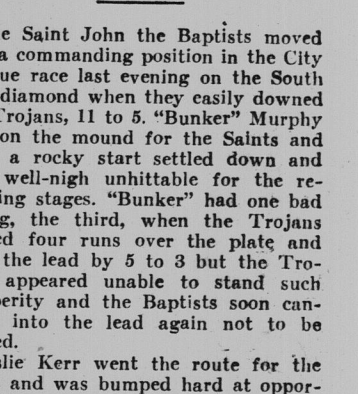 e Saint John the Baptists moved
a commanding position in the City
ue race last evening on the South
diamond when they easily downed
rojans, 11 to 5. "Bunker" Murphy
on the mound for the Saints and
a rocky start settled down and
well-nigh unhittable for the re-
ing stages. "Bunker" had one bad
g, the third, when the Trojans
ed four runs over the plate and
the lead by 5 to 3 but the Tro-
appeared unable to stand such
perity and the Baptists soon can-
into the lead again not to be
ed.
slie Kerr went the route for the
and was bumped hard at oppor-